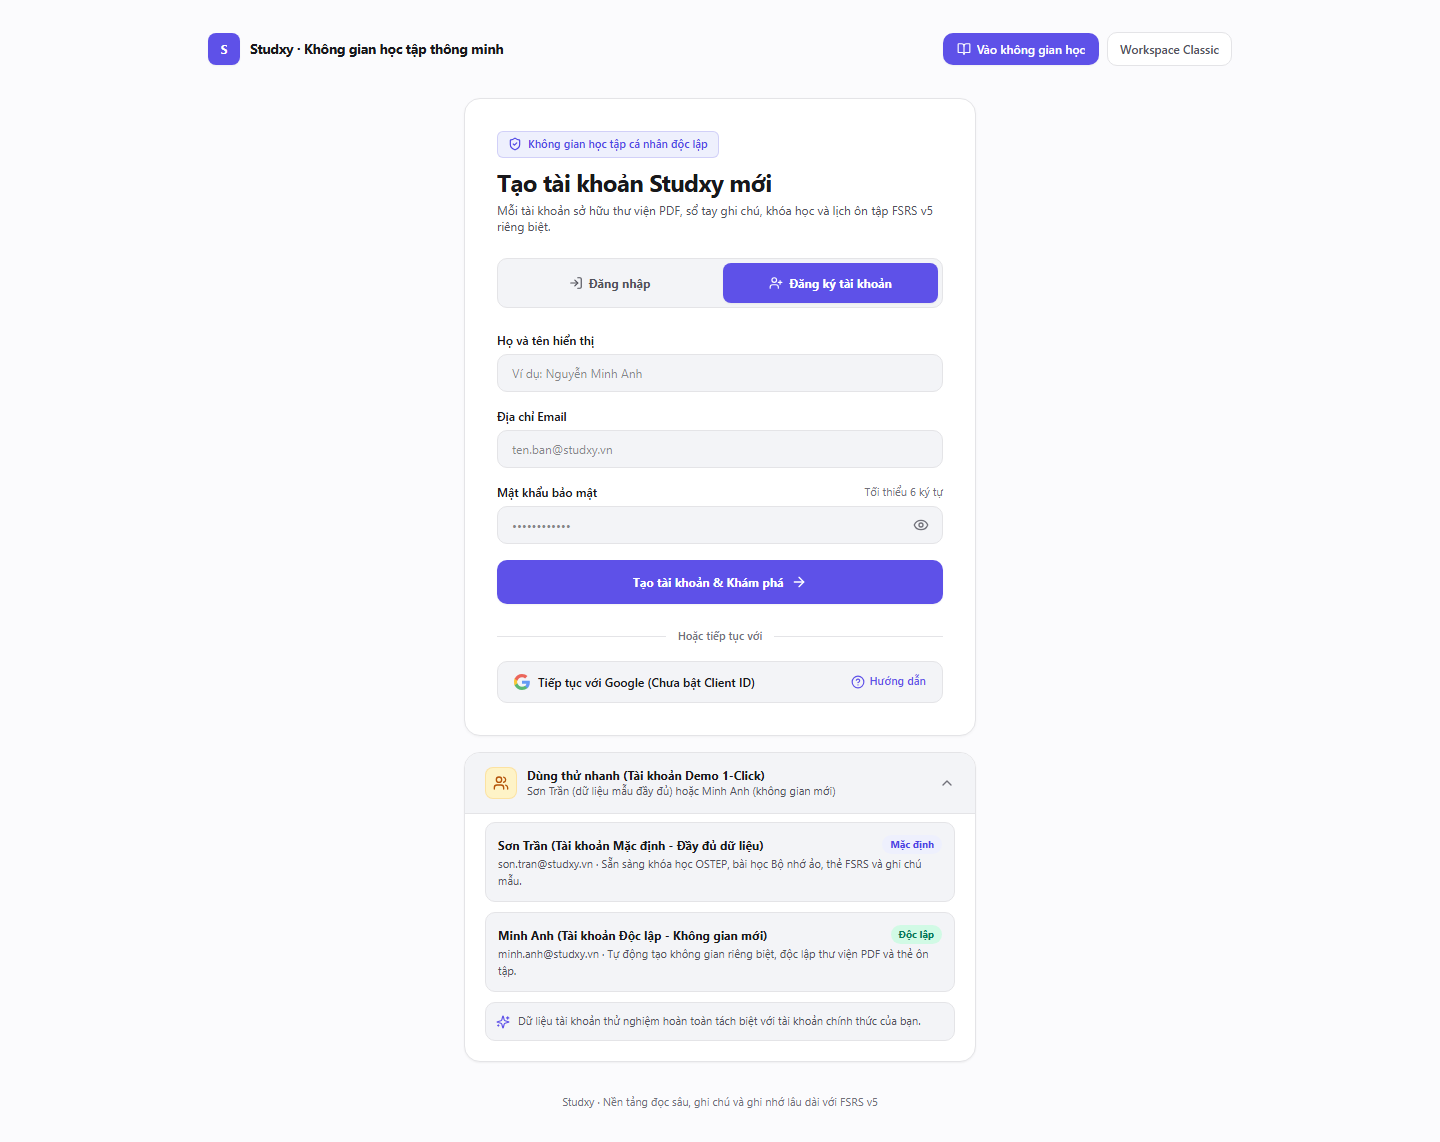 S
Studxy · Không gian học tập thông minh
Vào không gian học
Workspace Classic
Không gian học tập cá nhân độc lập
Tạo tài khoản Studxy mới
Mỗi tài khoản sở hữu thư viện PDF, sổ tay ghi chú, khóa học và lịch ôn tập FSRS v5
riêng biệt.
Đăng nhập
Đăng ký tài khoản
Họ và tên hiển thị
Ví dụ: Nguyễn Minh Anh
Địa chỉ Email
ten.ban@studxy.vn
Mật khẩu bảo mật
Tối thiểu 6 ký tự
••••••••••••
Tạo tài khoản & Khám phá
Hoặc tiếp tục với
Tiếp tục với Google (Chưa bật Client ID)
Hướng dẫn
Dùng thử nhanh (Tài khoản Demo 1-Click)
Sơn Trần (dữ liệu mẫu đầy đủ) hoặc Minh Anh (không gian mới)
Sơn Trần (Tài khoản Mặc định - Đầy đủ dữ liệu)
Mặc định
son.tran@studxy.vn · Sẵn sàng khóa học OSTEP, bài học Bộ nhớ ảo, thẻ FSRS và ghi chú
mẫu.
Minh Anh (Tài khoản Độc lập - Không gian mới)
Độc lập
minh.anh@studxy.vn · Tự động tạo không gian riêng biệt, độc lập thư viện PDF và thẻ ôn
tập.
Dữ liệu tài khoản thử nghiệm hoàn toàn tách biệt với tài khoản chính thức của bạn.
Studxy · Nền tảng đọc sâu, ghi chú và ghi nhớ lâu dài với FSRS v5